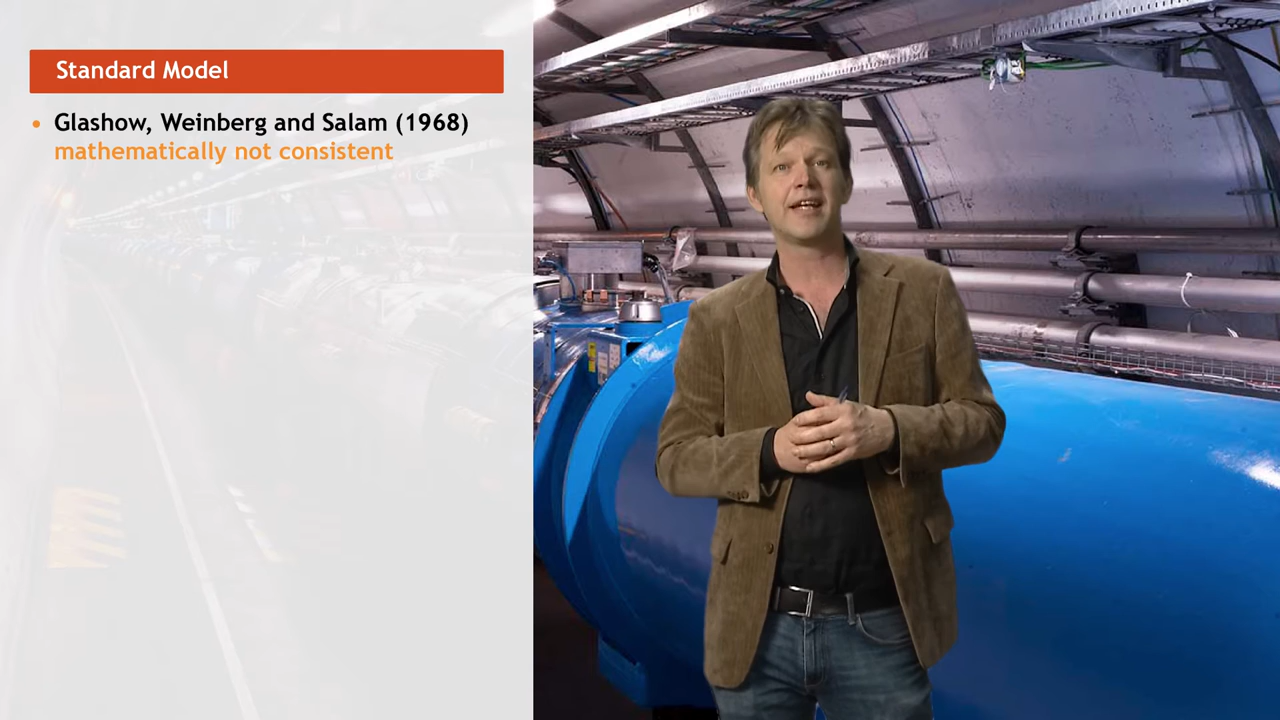 Standard Model
• Glashow, Weinberg and Salam (1968)
mathematically not consistent